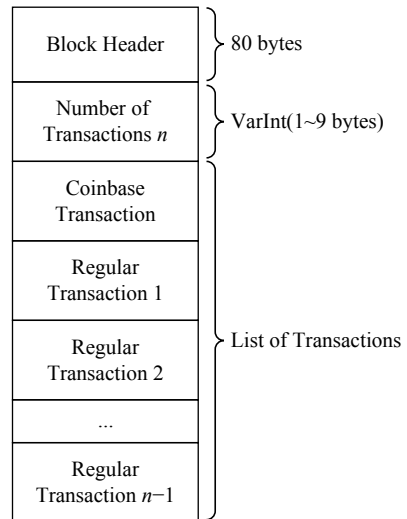 Block Header
80 bytes
Number of
Transactions n
VarInt(1~9 bytes)
Coinbase
Transaction
Regular
Transaction 1
Regular
Transaction 2
List of Transactions
...
Regular
Transaction n−1